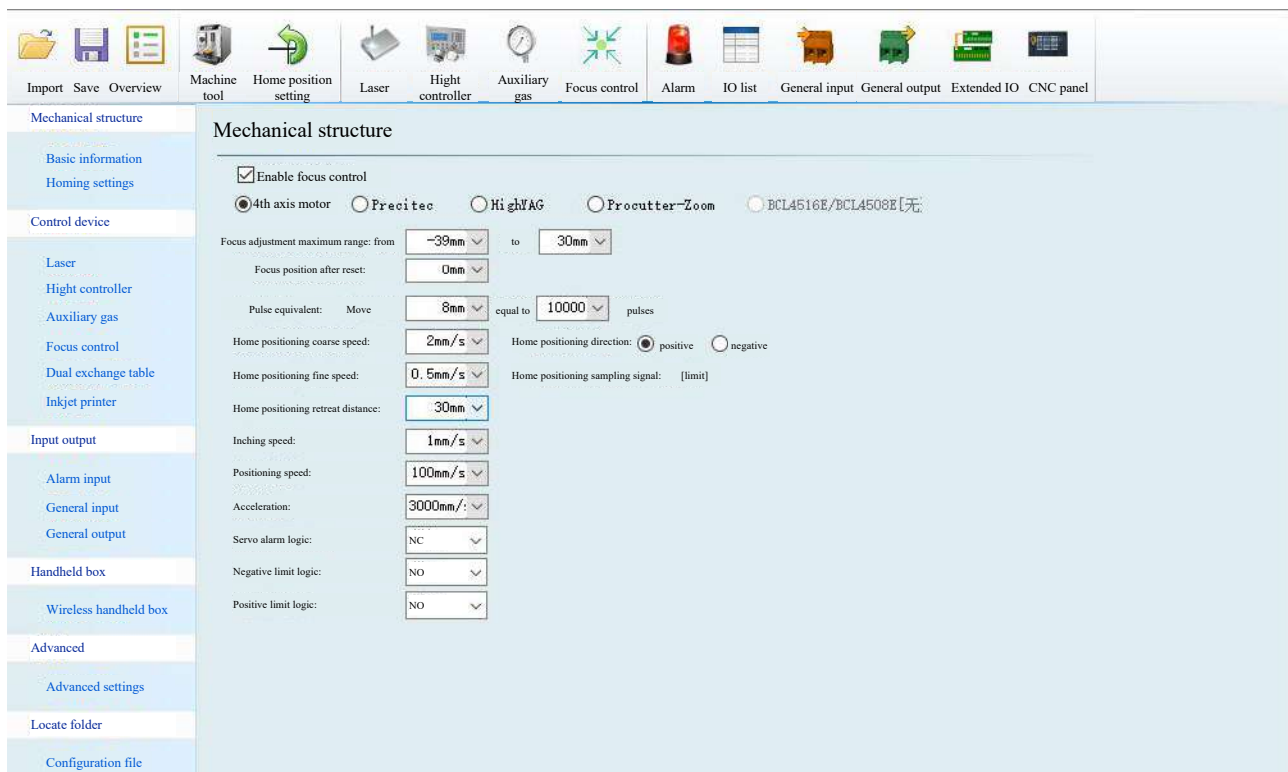 Import Save Overview Machine tool Home position setting Laser Hight controller Auxiliary gas Focus control Alarm IO list General input General output Extended IO CNC panel
Mechanical structure
Basic information
Homing settings
Control device
Laser
Hight controller
Auxiliary gas
Focus control
Dual exchange table
Inkjet printer
Input output
Alarm input
General input
General output
Handheld box
Wireless handheld box
Advanced
Advanced settings
Locate folder
Configuration file
Mechanical structure
Enable focus control
4th axis motor Precitec HighYAG Procutter-Zoom BCL4516E/BCL4508E[无
Focus adjustment maximum range: from -39mm to 30mm
Focus position after reset: 0mm
Pulse equivalent: Move 8mm equal to 10000 pulses
Home positioning coarse speed: 2mm/s Home positioning direction: positive negative
Home positioning fine speed: 0.5mm/s Home positioning sampling signal: [limit]
Home positioning retreat distance: 30mm
Inching speed: 1mm/s
Positioning speed: 100mm/s
Acceleration: 3000mm/
Servo alarm logic: NC
Negative limit logic: NO
Positive limit logic: NO